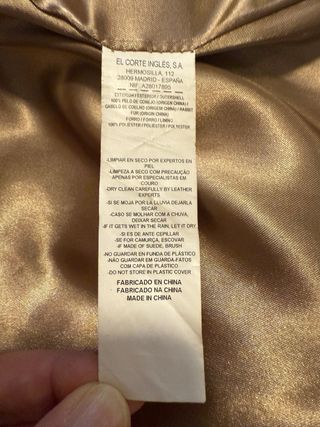 EL CORTE INGLÉS, S.A.
HERMOSILLA, 112
28009 MADRID - ESPAÑA
NIF.:A28017895
EXTERIOR/EXTERIOR/OUTERSHELL
100% PELO DE CONEJO (ORIGEN CHINA) /
CABELO DE COELHO (ORIGEN CHINA) / RABBIT
FUR (ORIGIN CHINA)
FORRO / FORRO / LINING
100% POLIESTER/POLIESTER / POLYESTER
-LIMPIAR EN SECO POR EXPERTOS EN
PIEL
-LIMPEZA A SECO COM PRECAUÇÃO
APENAS POR ESPECIALISTAS EM
COURO
-DRY CLEAN CAREFULLY BY LEATHER
EXPERTS
-SI SE MOJA POR LA LLUVIA DEJARLA
SECAR
-CASO SE MOLHAR COM A CHUVA,
DEIXAR SECAR
-IF IT GETS WET IN THE RAIN, LET IT DRY
-SI ES DE ANTE CEPILLAR
-SE FOR CAMURÇA, ESCOVAR
-IF MADE OF SUEDE, BRUSH
-NO GUARDAR EN FUNDA DE PLÁSTICO
-NÃO GUARDAR EM GUARDA-FATOS
COM CAPA DE PLÁSTICO
-DO NOT STORE IN PLASTIC COVER
FABRICADO EN CHINA
FABRICADO NA CHINA
MADE IN CHINA